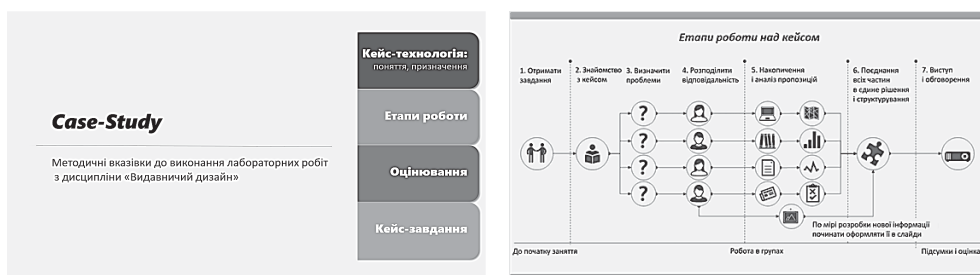 Case-Study
Методичні вказівки до виконання лабораторних робіт
з дисципліни «Видавничий дизайн»
Кейс-технологія:
поняття, призначення
Етапи роботи
Оцінювання
Кейс-завдання
Етапи роботи над кейсом
1. Отримати
завдання
2. Знайомство
з кейсом
3. Визначити
проблеми
4. Розподілити
відповідальність
5. Накопичення
і аналіз пропозицій
6. Поєднання
всіх частин
в єдине рішення
і структурування
7. Виступ
і обговорення
? 
?
?
?
По мірі розробки нової інформації
починати оформляти її в слайди
До початку заняття
Робота в групах
Підсумки і оцінка